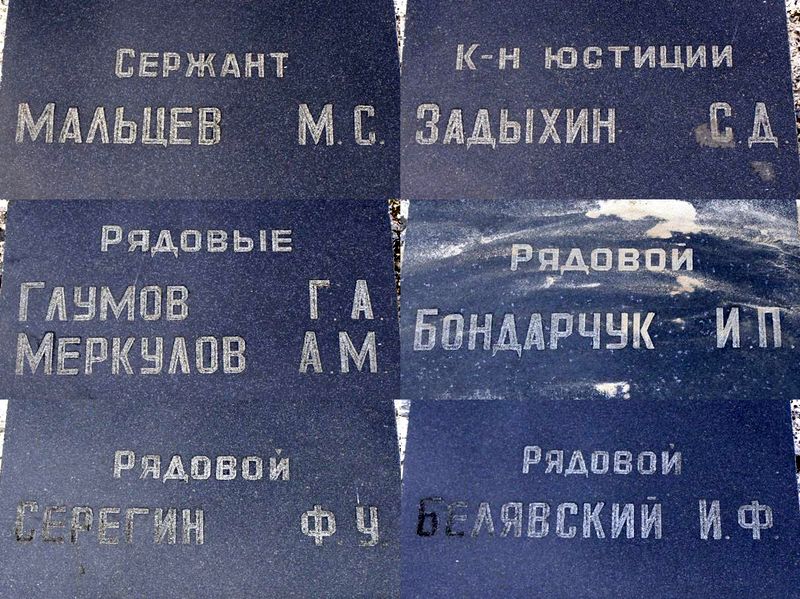 Сержант
Мальцев М.С.
К-н юстиции
Задыхин С.Д.
Рядовые
Глумов Г.А
Меркулов А.М
Рядовой
Бондарчук И.П
Рядовой
Серегин Ф.У.
Рядовой
Белявский И.Ф.